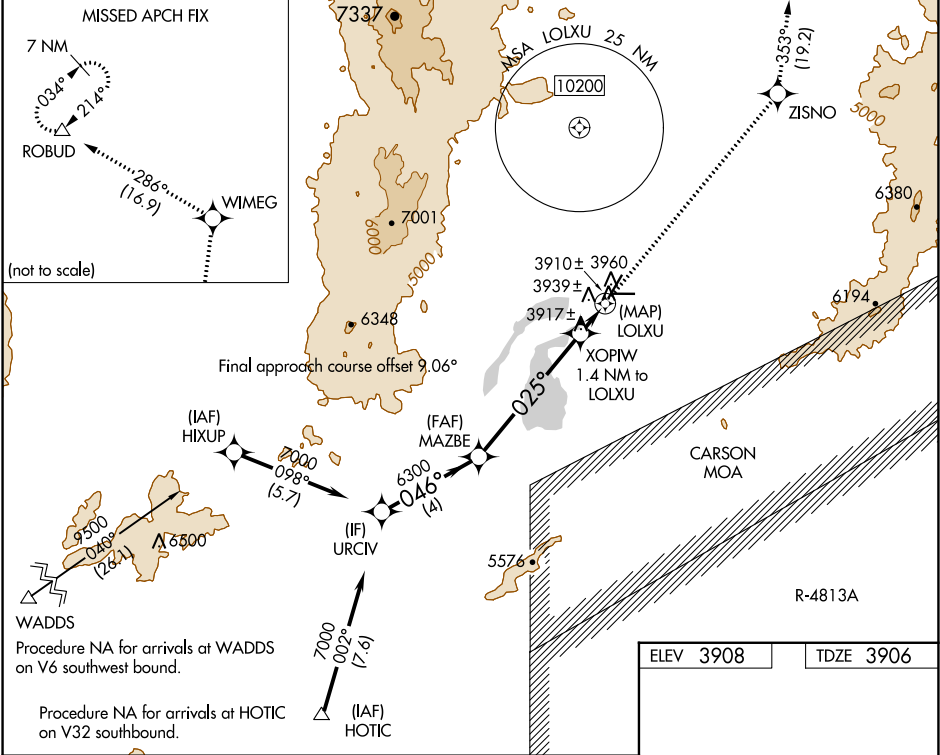 MISSED APCH FIX
7 NM
034°
214°
ROBUD
286°
(16.9)
WIMEG
(not to scale)
7337
MSA LOLXU 25 NM
10200
353°
(19.2)
ZISNO
5000
6380
6194
7001
6000
5000
6348
3910± 3960
3939±
3917±
(MAP)
LOLXU
XOPIW
1.4 NM to
LOLXU
Final approach course offset 9.06°
025°
(IAF)
HIXUP
7000
098°
(5.7)
(FAF)
MAZBE
6300
046°
(4)
(IF)
URCIV
CARSON
MOA
9500
040°
(26.1)
6500
5576
R-4813A
WADDS
Procedure NA for arrivals at WADDS
on V6 southwest bound.
7000
002°
(7.6)
(IAF)
HOTIC
Procedure NA for arrivals at HOTIC
on V32 southbound.
ELEV 3908
TDZE 3906